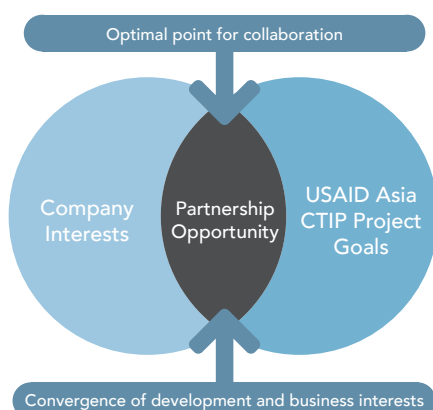 Optimal point for collaboration
Company
Interests
Partnership
Opportunity
USAID Asia
CTIP Project
Goals
Convergence of development and business interests